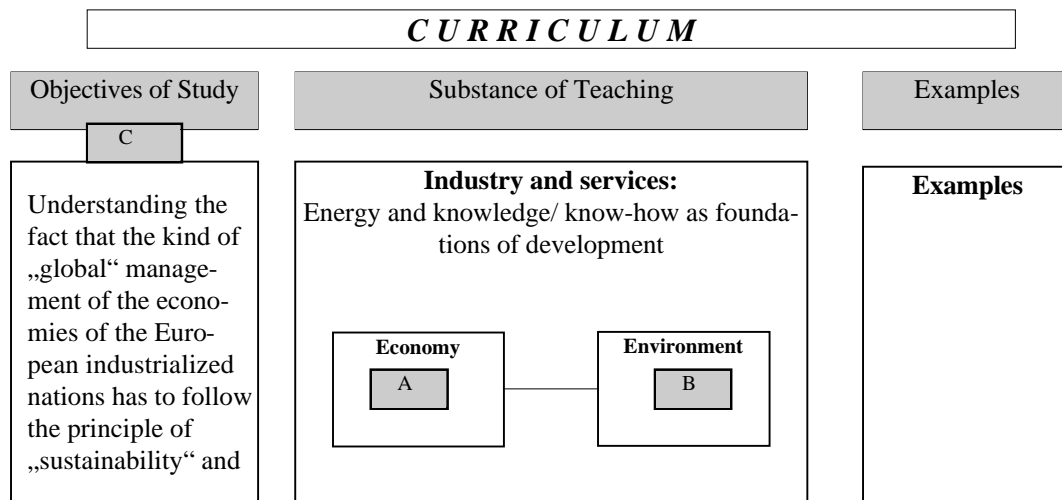 C U R R I C U L U M
Objectives of Study
Substance of Teaching
Examples
C
Understanding the
fact that the kind of
„global“ manage-
ment of the econo-
mies of the Euro-
pean industrialized
nations has to follow
the principle of
„sustainability“ and
Industry and services:
Energy and knowledge/ know-how as founda-
tions of development
Economy
A
Environment
B
Examples